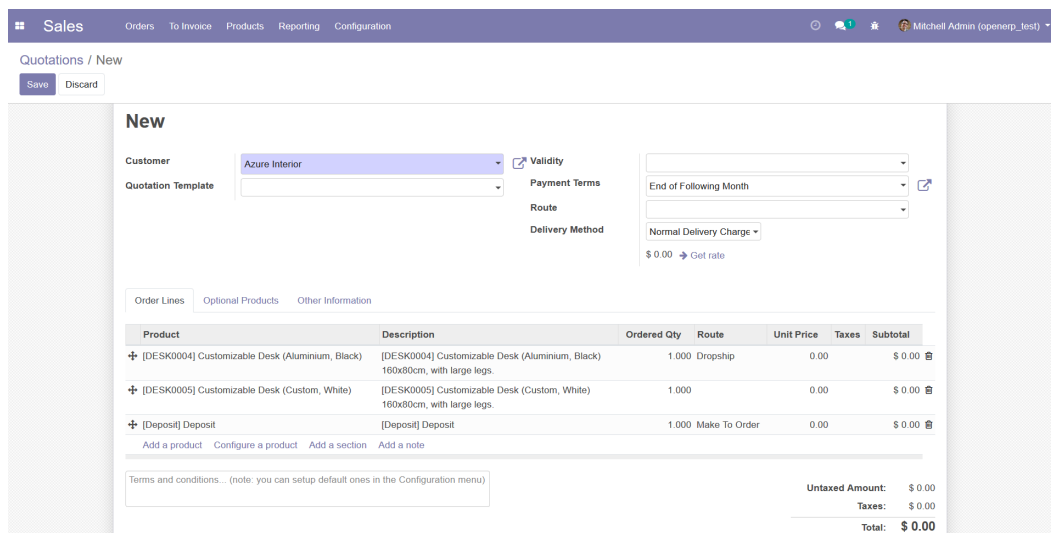 Sales Orders To Invoice Products Reporting Configuration 1 Mitchell Admin (openerp_test)
Quotations / New
Save Discard
New
Customer Azure Interior
Quotation Template
Validity
Payment Terms End of Following Month
Route
Delivery Method Normal Delivery Charge
$ 0.00 Get rate
Order Lines Optional Products Other Information
Product Description Ordered Qty Route Unit Price Taxes Subtotal
[DESK0004] Customizable Desk (Aluminium, Black) [DESK0004] Customizable Desk (Aluminium, Black) 1.000 Dropship 0.00 $ 0.00
160x80cm, with large legs.
[DESK0005] Customizable Desk (Custom, White) [DESK0005] Customizable Desk (Custom, White) 1.000 0.00 $ 0.00
160x80cm, with large legs.
[Deposit] Deposit [Deposit] Deposit 1.000 Make To Order 0.00 $ 0.00
Add a product Configure a product Add a section Add a note
Terms and conditions... (note: you can setup default ones in the Configuration menu)
Untaxed Amount: $ 0.00
Taxes: $ 0.00
Total: $ 0.00